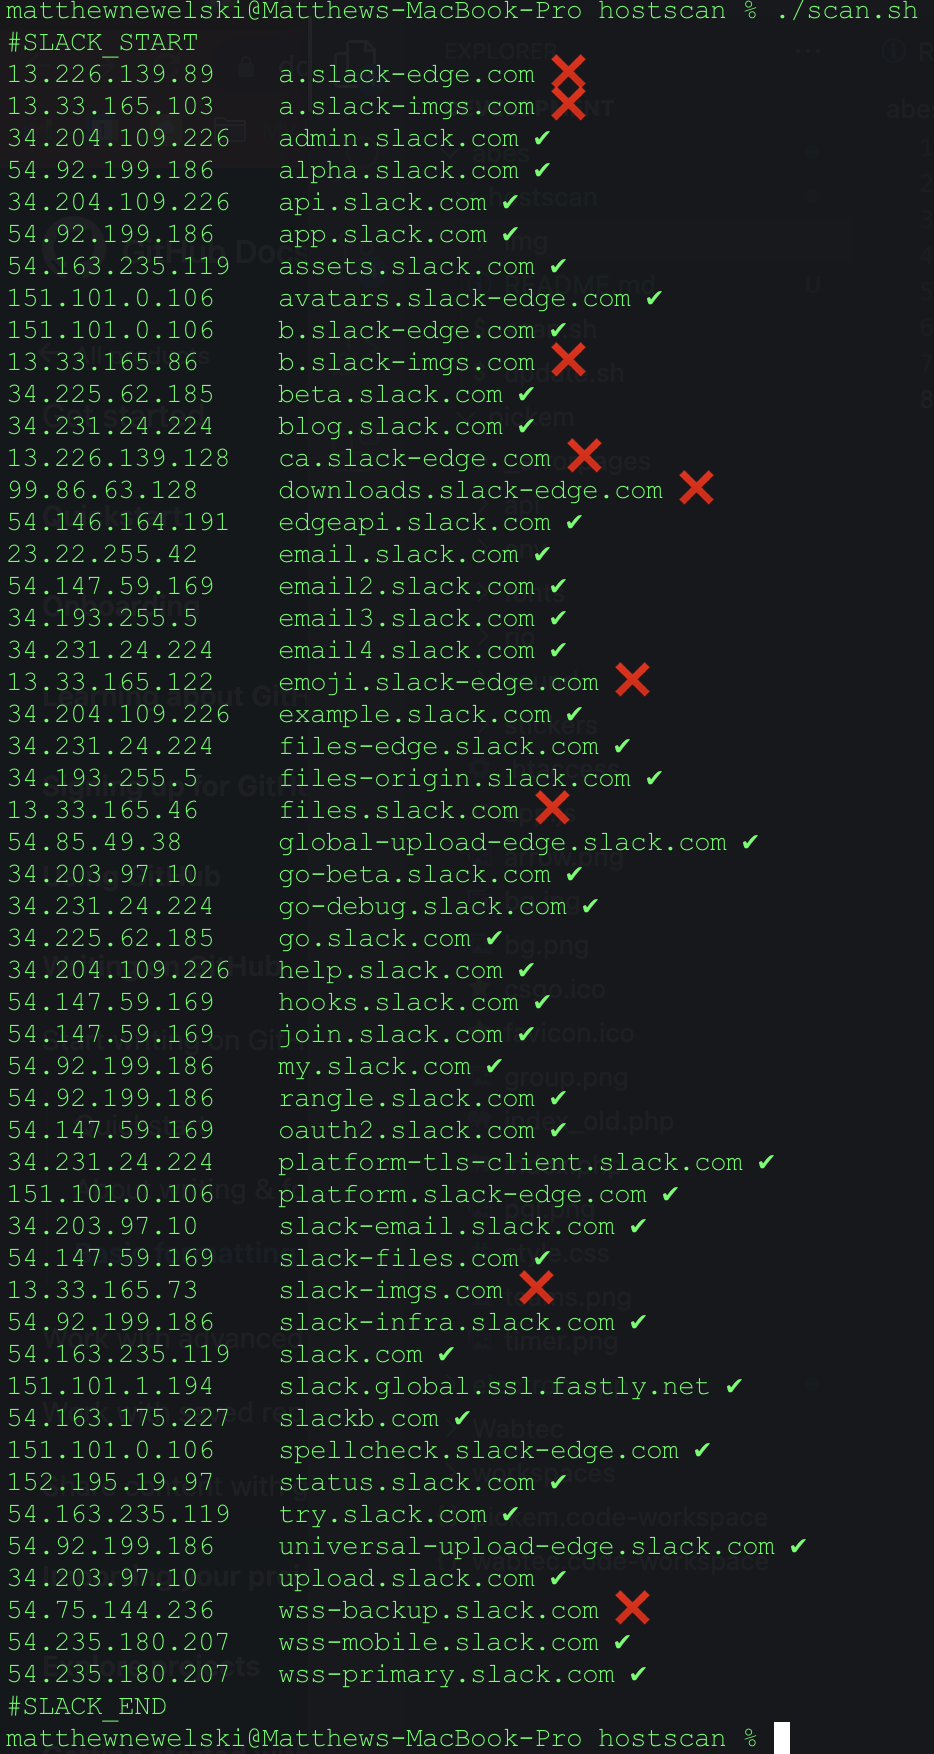 matthewnewelski@Matthews-MacBook-Pro hostscan % ./scan.sh
#SLACK_START
13.226.139.89 a.slack-edge.com ❌
13.33.165.103 a.slack-imgs.com ❌
34.204.109.226 admin.slack.com ✔
54.92.199.186 alpha.slack.com ✔
34.204.109.226 api.slack.com ✔
54.92.199.186 app.slack.com ✔
54.163.235.119 assets.slack.com ✔
151.101.0.106 avatars.slack-edge.com ✔
151.101.0.106 b.slack-edge.com ✔
13.33.165.86 b.slack-imgs.com ❌
34.225.62.185 beta.slack.com ✔
34.231.24.224 blog.slack.com ✔
13.226.139.128 ca.slack-edge.com ❌
99.86.63.128 downloads.slack-edge.com ❌
54.146.164.191 edgeapi.slack.com ✔
23.22.255.42 email.slack.com ✔
54.147.59.169 email2.slack.com ✔
34.193.255.5 email3.slack.com ✔
34.231.24.224 email4.slack.com ✔
13.33.165.122 emoji.slack-edge.com ❌
34.204.109.226 example.slack.com ✔
34.231.24.224 files-edge.slack.com ✔
34.193.255.5 files-origin.slack.com ✔
13.33.165.46 files.slack.com ❌
54.85.49.38 global-upload-edge.slack.com ✔
34.203.97.10 go-beta.slack.com ✔
34.231.24.224 go-debug.slack.com ✔
34.225.62.185 go.slack.com ✔
34.204.109.226 help.slack.com ✔
54.147.59.169 hooks.slack.com ✔
54.147.59.169 join.slack.com ✔
54.92.199.186 my.slack.com ✔
54.92.199.186 rangle.slack.com ✔
54.147.59.169 oauth2.slack.com ✔
34.231.24.224 platform-tls-client.slack.com ✔
151.101.0.106 platform.slack-edge.com ✔
34.203.97.10 slack-email.slack.com ✔
54.147.59.169 slack-files.com ✔
13.33.165.73 slack-imgs.com ❌
54.92.199.186 slack-infra.slack.com ✔
54.163.235.119 slack.com ✔
151.101.1.194 slack.global.ssl.fastly.net ✔
54.163.175.227 slackb.com ✔
151.101.0.106 spellcheck.slack-edge.com ✔
152.195.19.97 status.slack.com ✔
54.163.235.119 try.slack.com ✔
54.92.199.186 universal-upload-edge.slack.com ✔
34.203.97.10 upload.slack.com ✔
54.75.144.236 wss-backup.slack.com ❌
54.235.180.207 wss-mobile.slack.com ✔
54.235.180.207 wss-primary.slack.com ✔
#SLACK_END
matthewnewelski@Matthews-MacBook-Pro hostscan %